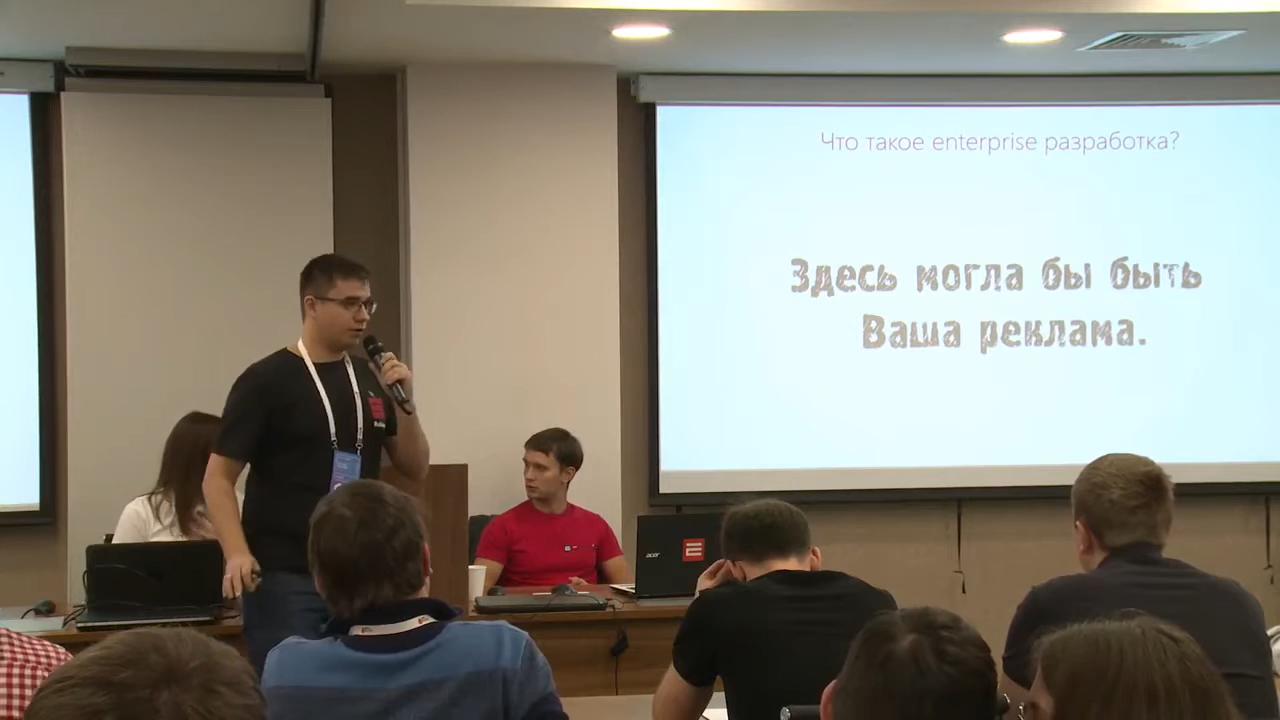 Что такое enterprise разработка?
Здесь могла бы быть
Ваша реклама.
acer